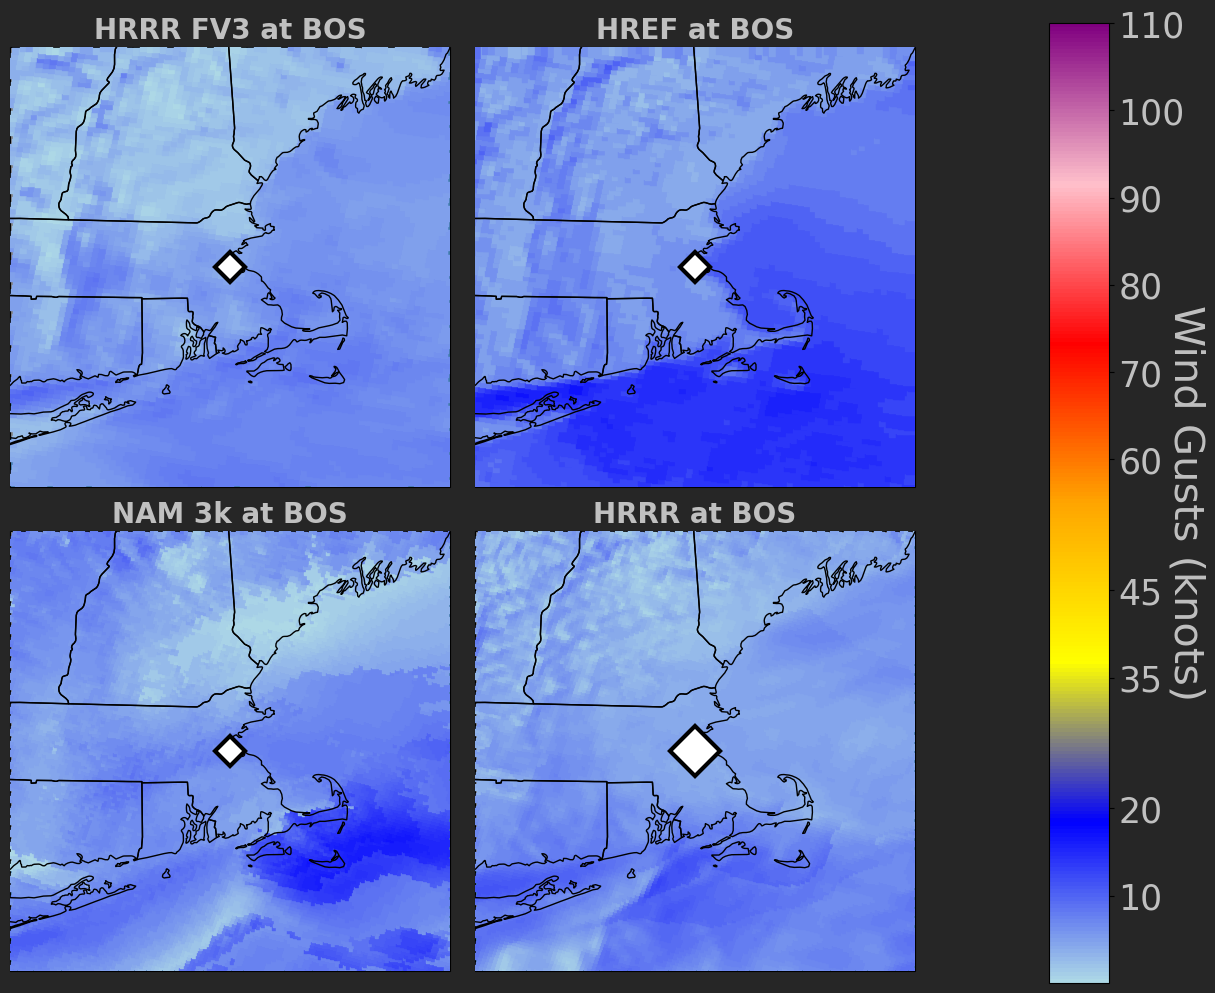 HRRR FV3 at BOS
HREF at BOS
NAM 3k at BOS
HRRR at BOS
110
100
90
80
70
60
45
35
20
10
Wind Gusts (knots)